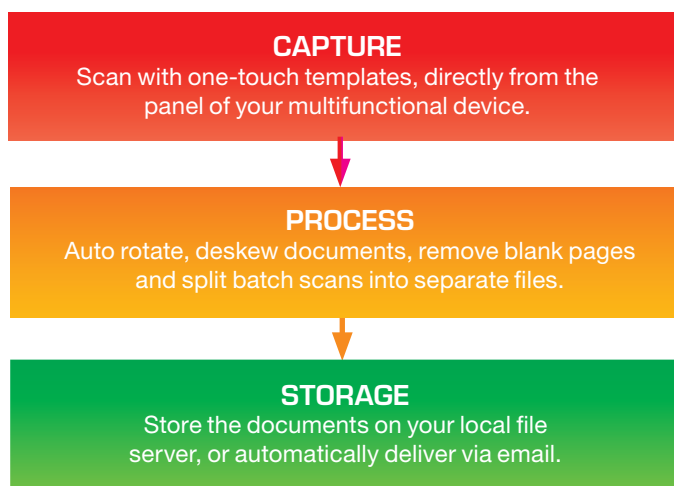 CAPTURE
Scan with one-touch templates, directly from the
panel of your multifunctional device.
PROCESS
Auto rotate, deskew documents, remove blank pages
and split batch scans into separate files.
STORAGE
Store the documents on your local file
server, or automatically deliver via email.